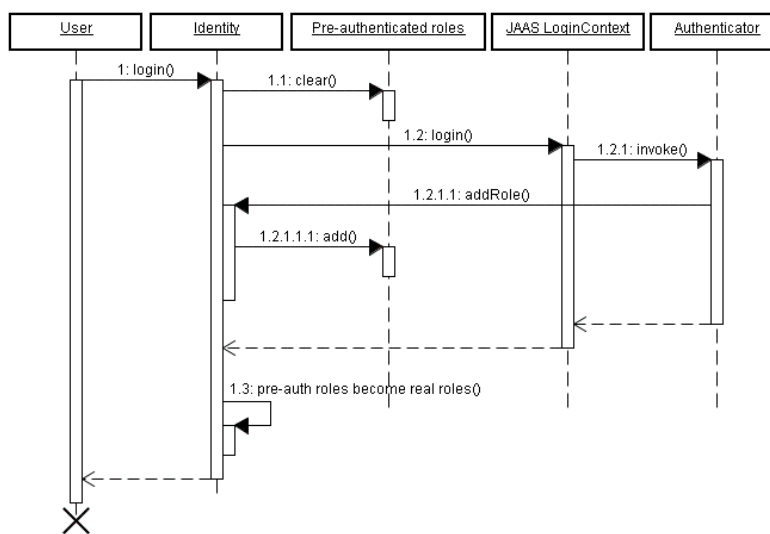 User
Identity
Pre-authenticated roles
JAAS LoginContext
Authenticator
1: login()
1.1: clear()
1.2: login()
1.2.1: invoke()
1.2.1.1: addRole()
1.2.1.1.1: add()
1.3: pre-auth roles become real roles()